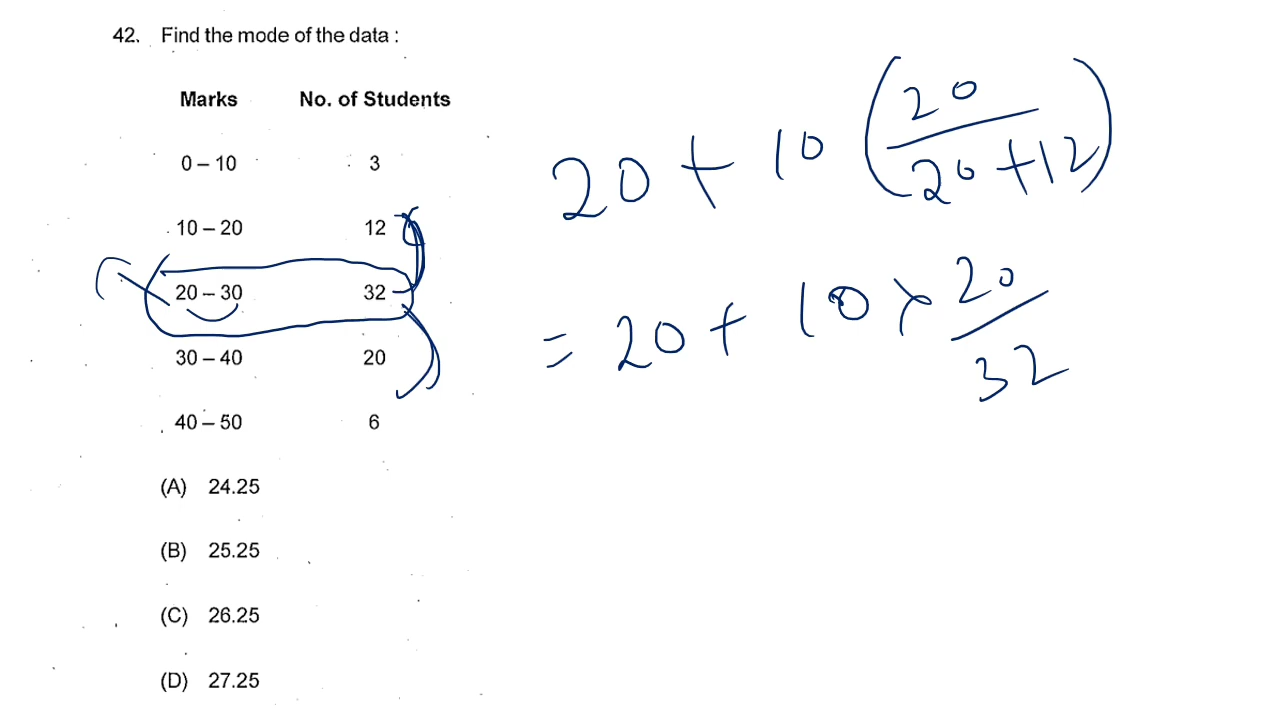 42. Find the mode of the data :
Marks No. of Students
0 – 10 3
10 – 20 12
20 – 30 32
30 – 40 20
40 – 50 6
(A) 24.25
(B) 25.25
(C) 26.25
(D) 27.25
20 + 10 (20 / 20 + 12)
= 20 + 10 × 20 / 32